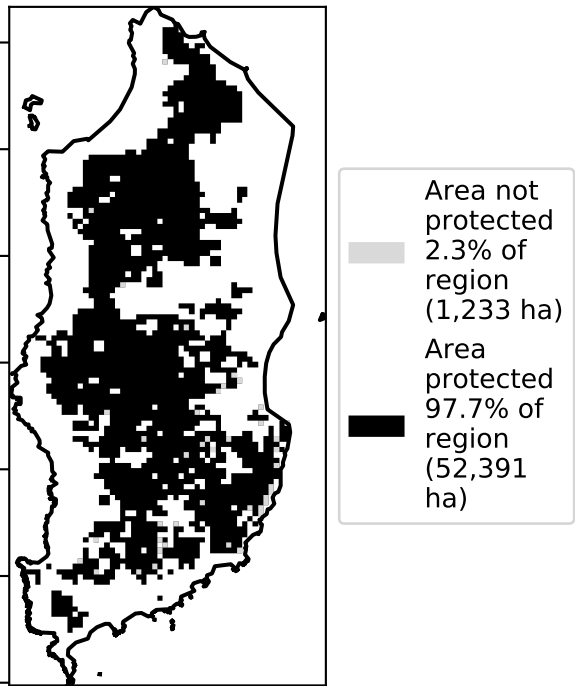 Area not
protected
2.3% of
region
(1,233 ha)
Area
protected
97.7% of
region
(52,391
ha)